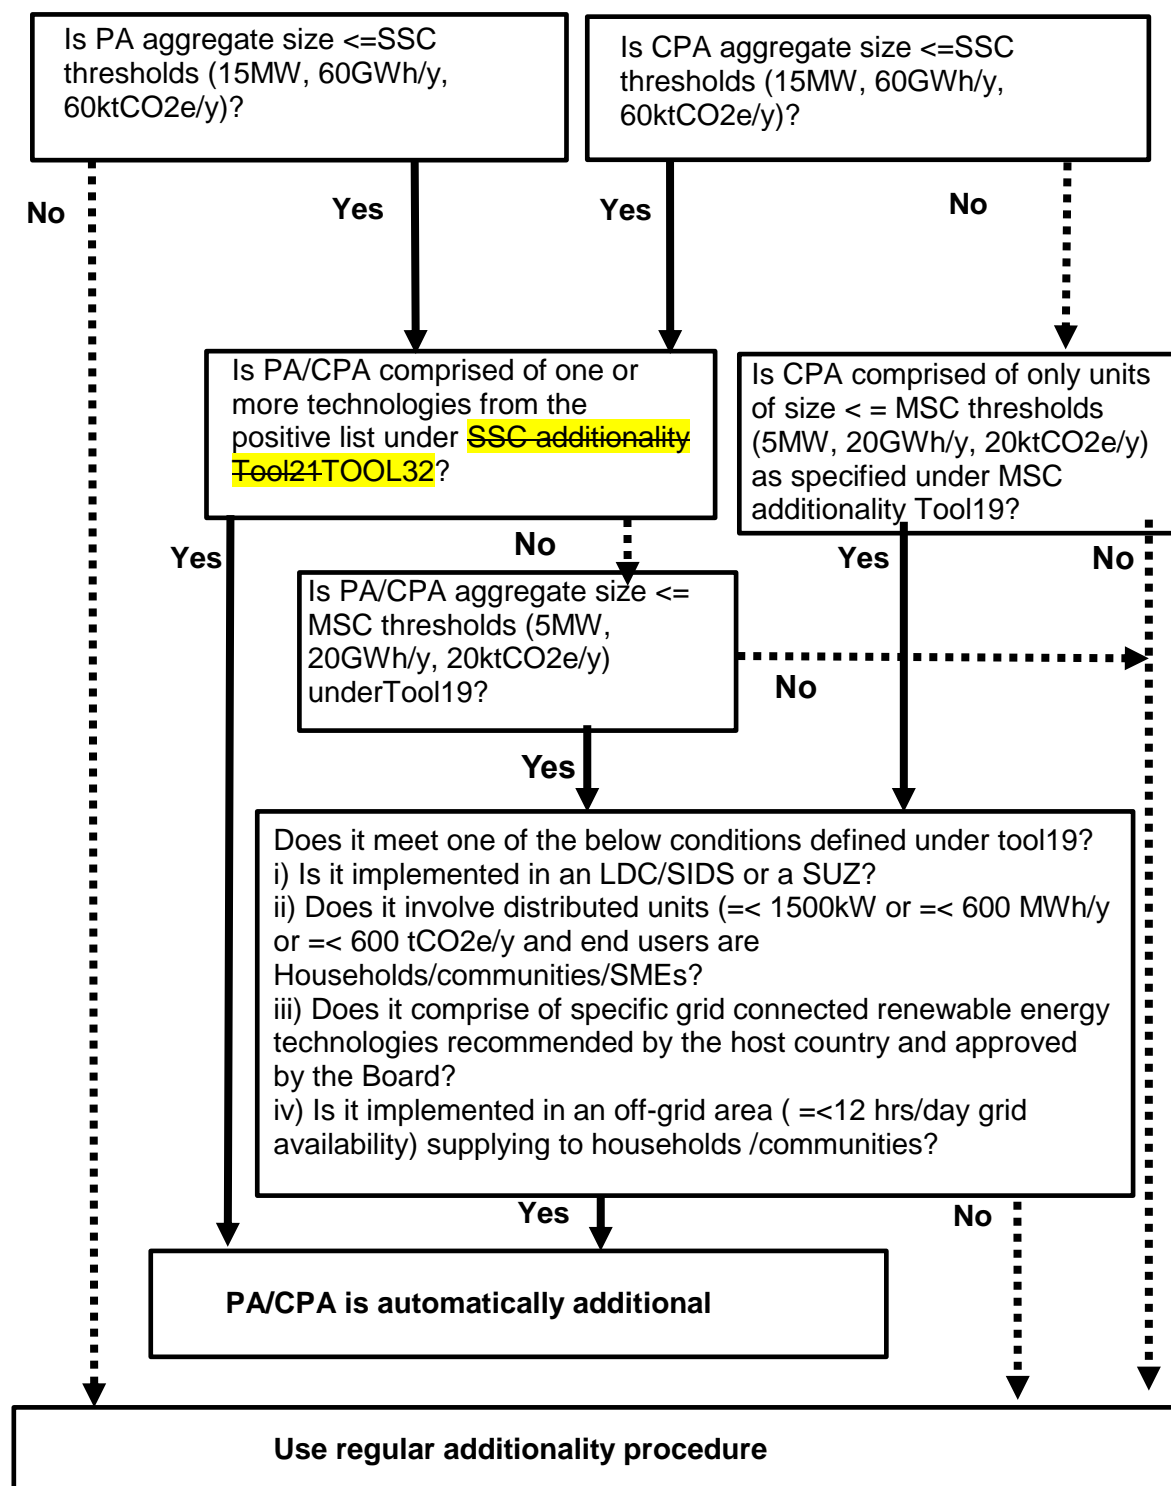 Is PA aggregate size <=SSC
thresholds (15MW, 60GWh/y,
60ktCO2e/y)?
Is CPA aggregate size <=SSC
thresholds (15MW, 60GWh/y,
60ktCO2e/y)?
No
Yes
Yes
No
Is PA/CPA comprised of one or
more technologies from the
positive list under SSC additionality
Tool21TOOL32?
Is CPA comprised of only units
of size < = MSC thresholds
(5MW, 20GWh/y, 20ktCO2e/y)
as specified under MSC
additionality Tool19?
Yes
No
Yes
No
Is PA/CPA aggregate size <=
MSC thresholds (5MW,
20GWh/y, 20ktCO2e/y)
underTool19?
No
Yes
Does it meet one of the below conditions defined under tool19?
i) Is it implemented in an LDC/SIDS or a SUZ?
ii) Does it involve distributed units (=< 1500kW or =< 600 MWh/y
or =< 600 tCO2e/y and end users are
Households/communities/SMEs?
iii) Does it comprise of specific grid connected renewable energy
technologies recommended by the host country and approved
by the Board?
iv) Is it implemented in an off-grid area ( =<12 hrs/day grid
availability) supplying to households /communities?
Yes
No
PA/CPA is automatically additional
Use regular additionality procedure